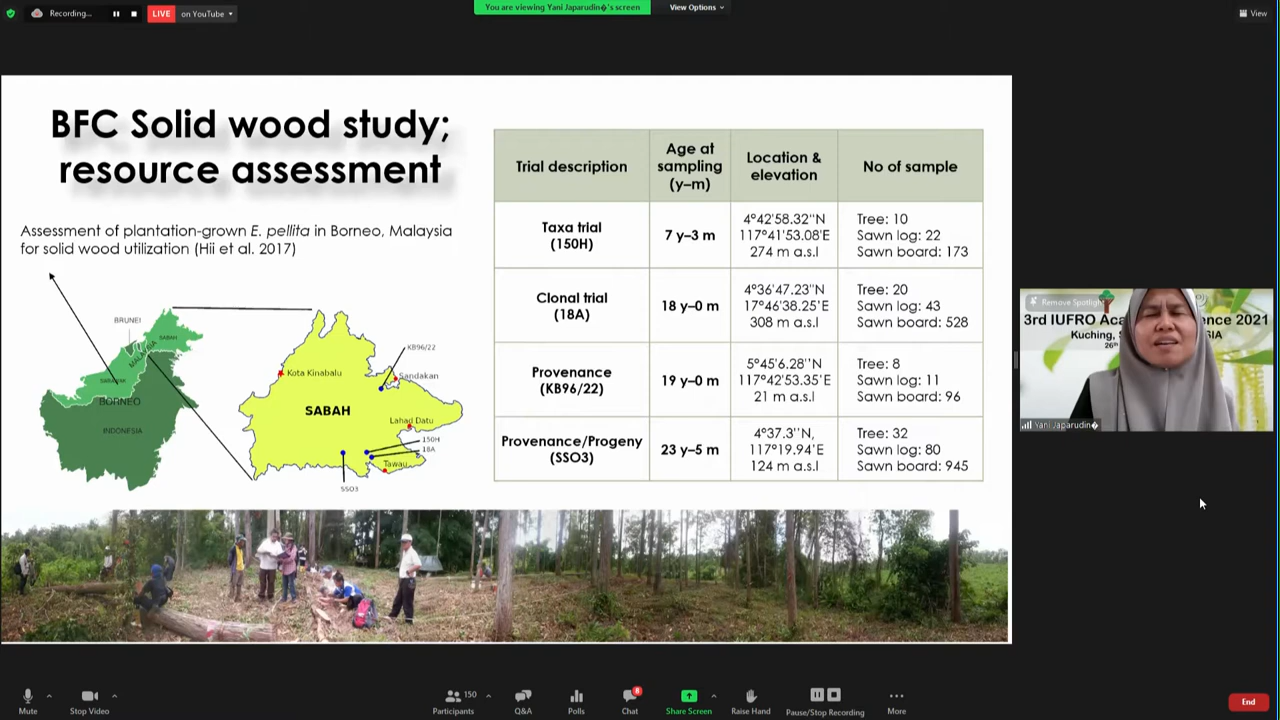 Recording...
LIVE
on YouTube
You are viewing Yani Japarudin�'s screen
View Options
View
BFC Solid wood study;
resource assessment
Assessment of plantation-grown E. pellita in Borneo, Malaysia
for solid wood utilization (Hii et al. 2017)
BRUNEI
SABAH
MALAYSIA
SARAWAK
BORNEO
INDONESIA
KB96/22
Kota Kinabalu
Sandakan
SABAH
Lahad Datu
150H
18A
Tawau
SSO3
Trial description
Age at
sampling
(y–m)
Location &
elevation
No of sample
Taxa trial
(150H)
7 y–3 m
4°42'58.32''N
117°41'53.08'E
274 m a.s.l
Tree: 10
Sawn log: 22
Sawn board: 173
Clonal trial
(18A)
18 y–0 m
4°36'47.23''N
17°46'38.25'E
308 m a.s.l
Tree: 20
Sawn log: 43
Sawn board: 528
Provenance
(KB96/22)
19 y–0 m
5°45'6.28''N
117°42'53.35'E
21 m a.s.l
Tree: 8
Sawn log: 11
Sawn board: 96
Provenance/Progeny
(SSO3)
23 y–5 m
4°37.3''N,
117°19.94'E
124 m a.s.l
Tree: 32
Sawn log: 80
Sawn board: 945
Remove Spotlight
3rd IUFRO Aca ence 2021
Kuching, S SIA
26th
Yani Japarudin�
Mute
Stop Video
150
Participants
Q&A
Polls
8
Chat
Share Screen
Raise Hand
Pause/Stop Recording
More
End